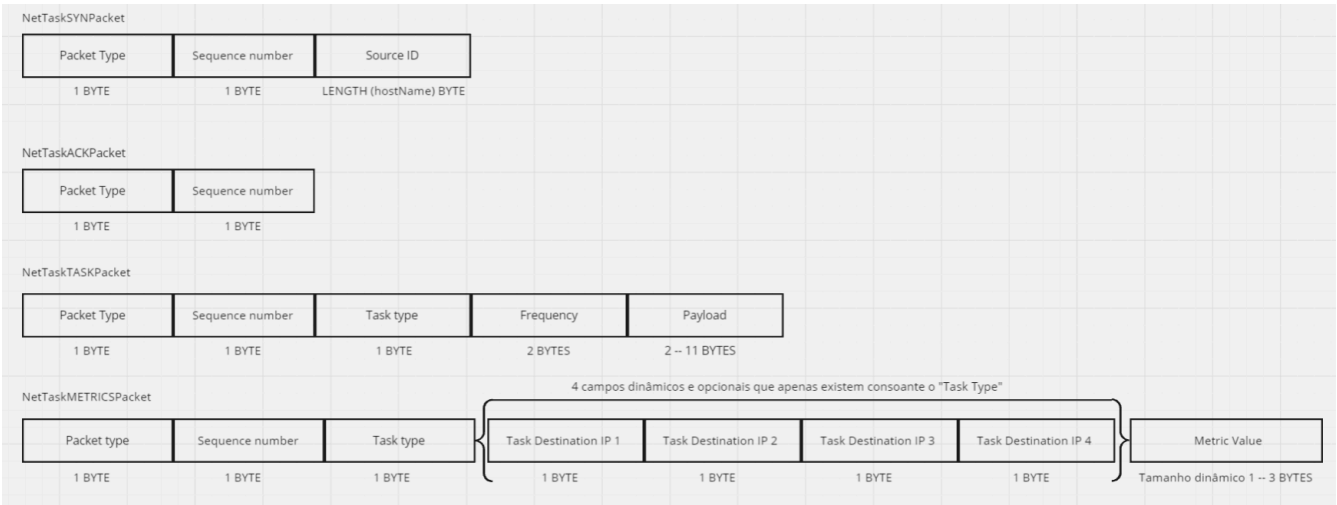 NetTaskSYNPacket
Packet Type Sequence number Source ID
1 BYTE 1 BYTE LENGTH (hostName) BYTE
NetTaskACKPacket
Packet Type Sequence number
1 BYTE 1 BYTE
NetTaskTASKPacket
Packet Type Sequence number Task type Frequency Payload
1 BYTE 1 BYTE 1 BYTE 2 BYTES 2 -- 11 BYTES
4 campos dinâmicos e opcionais que apenas existem consoante o "Task Type"
NetTaskMETRICSPacket
Packet type Sequence number Task type Task Destination IP 1 Task Destination IP 2 Task Destination IP 3 Task Destination IP 4 Metric Value
1 BYTE 1 BYTE 1 BYTE 1 BYTE 1 BYTE 1 BYTE 1 BYTE Tamanho dinâmico 1 -- 3 BYTES